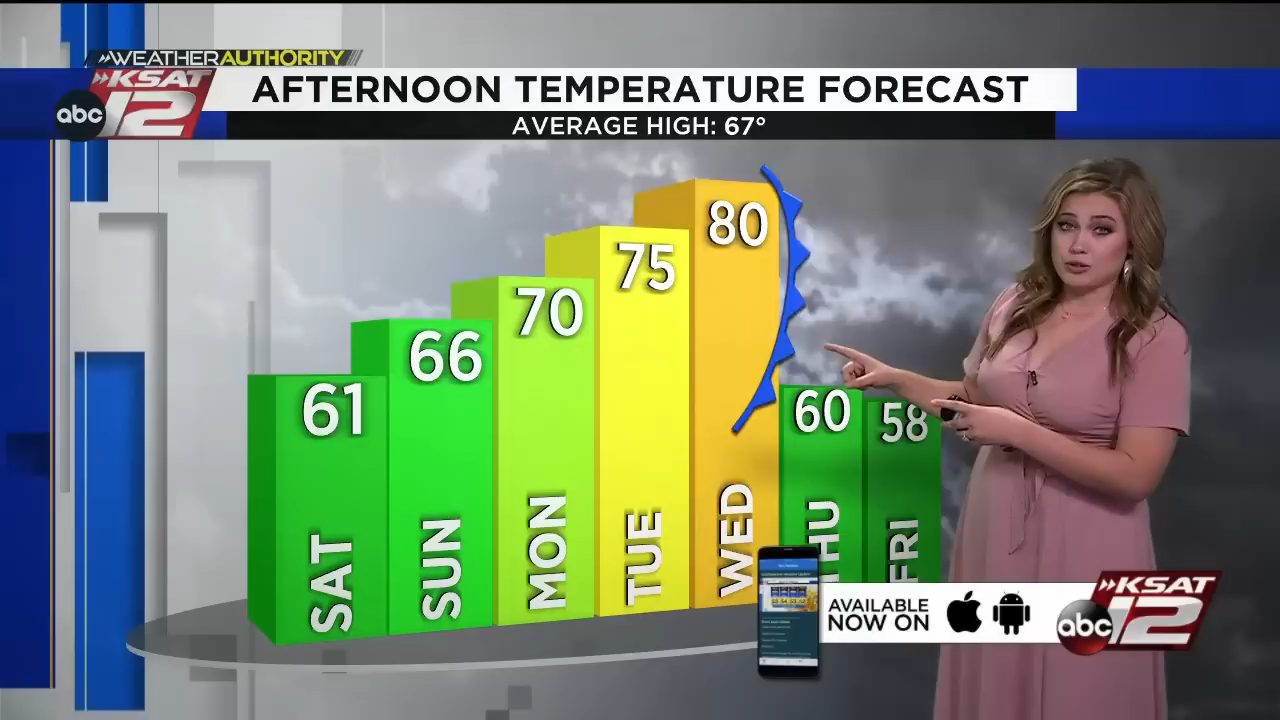 WEATHERAUTHORITY
KSAT
abc 12
AFTERNOON TEMPERATURE FORECAST
AVERAGE HIGH: 67°
61
66
70
75
80
60
58
SAT
SUN
MON
TUE
WED
THU
FRI
AVAILABLE
NOW ON
KSAT
abc 12